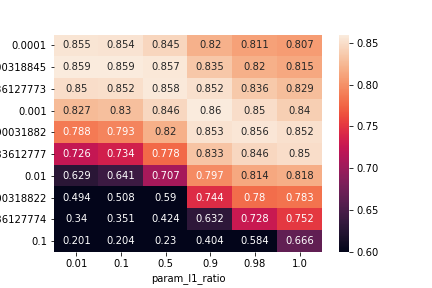 0.0001 0.855 0.854 0.845 0.82 0.811 0.807 0.85
00318845 0.859 0.859 0.857 0.835 0.82 0.815
36127773 0.85 0.852 0.858 0.852 0.836 0.829 0.80
0.001 0.827 0.83 0.846 0.86 0.85 0.84
00031882 0.788 0.793 0.82 0.853 0.856 0.852 0.75
33612777 0.726 0.734 0.778 0.833 0.846 0.85 0.70
0.01 0.629 0.641 0.707 0.797 0.814 0.818
00318822 0.494 0.508 0.59 0.744 0.78 0.783 0.65
36127774 0.34 0.351 0.424 0.632 0.728 0.752
0.1 0.201 0.204 0.23 0.404 0.584 0.666 0.60
0.01 0.1 0.5 0.9 0.98 1.0
param_l1_ratio